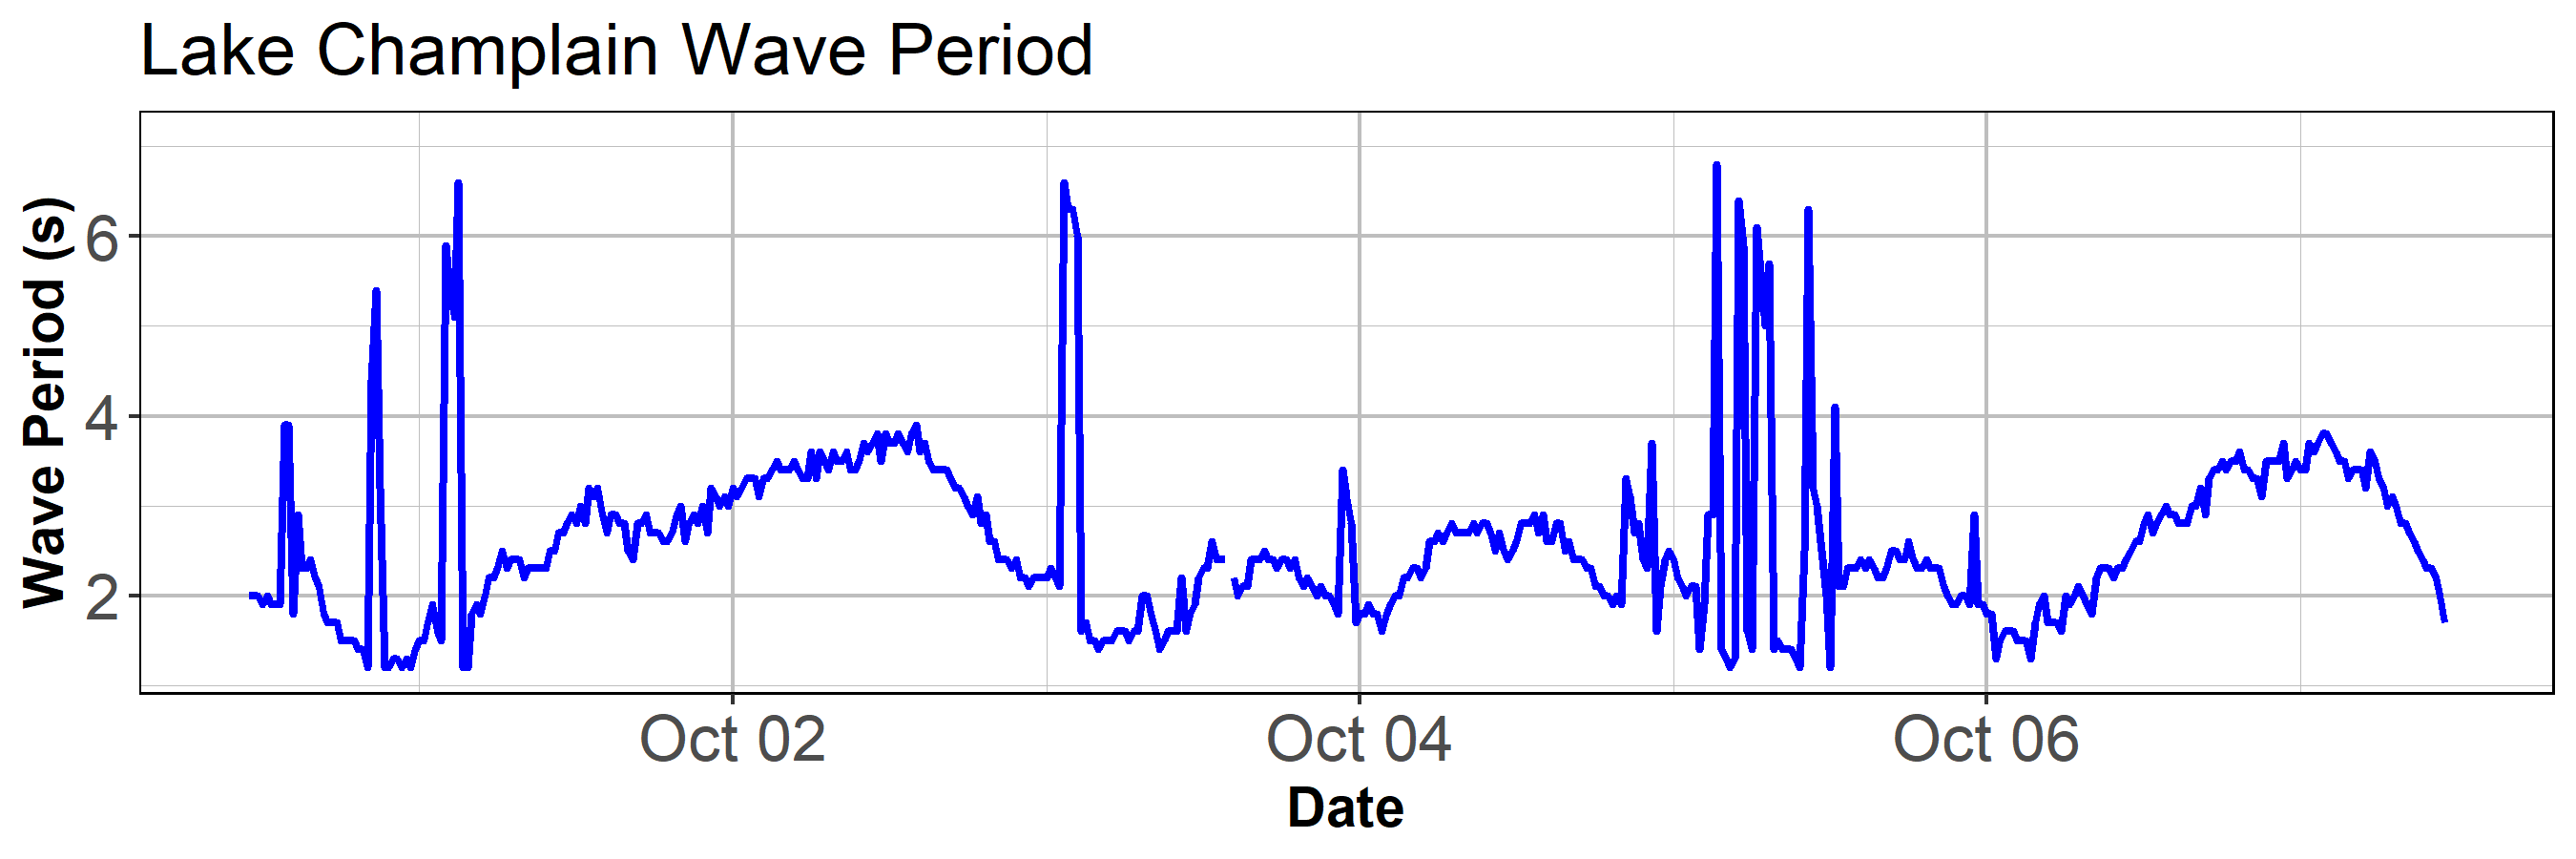 Lake Champlain Wave Period
Wave Period (s)
6
4
2
Oct 02 Oct 04 Oct 06
Date